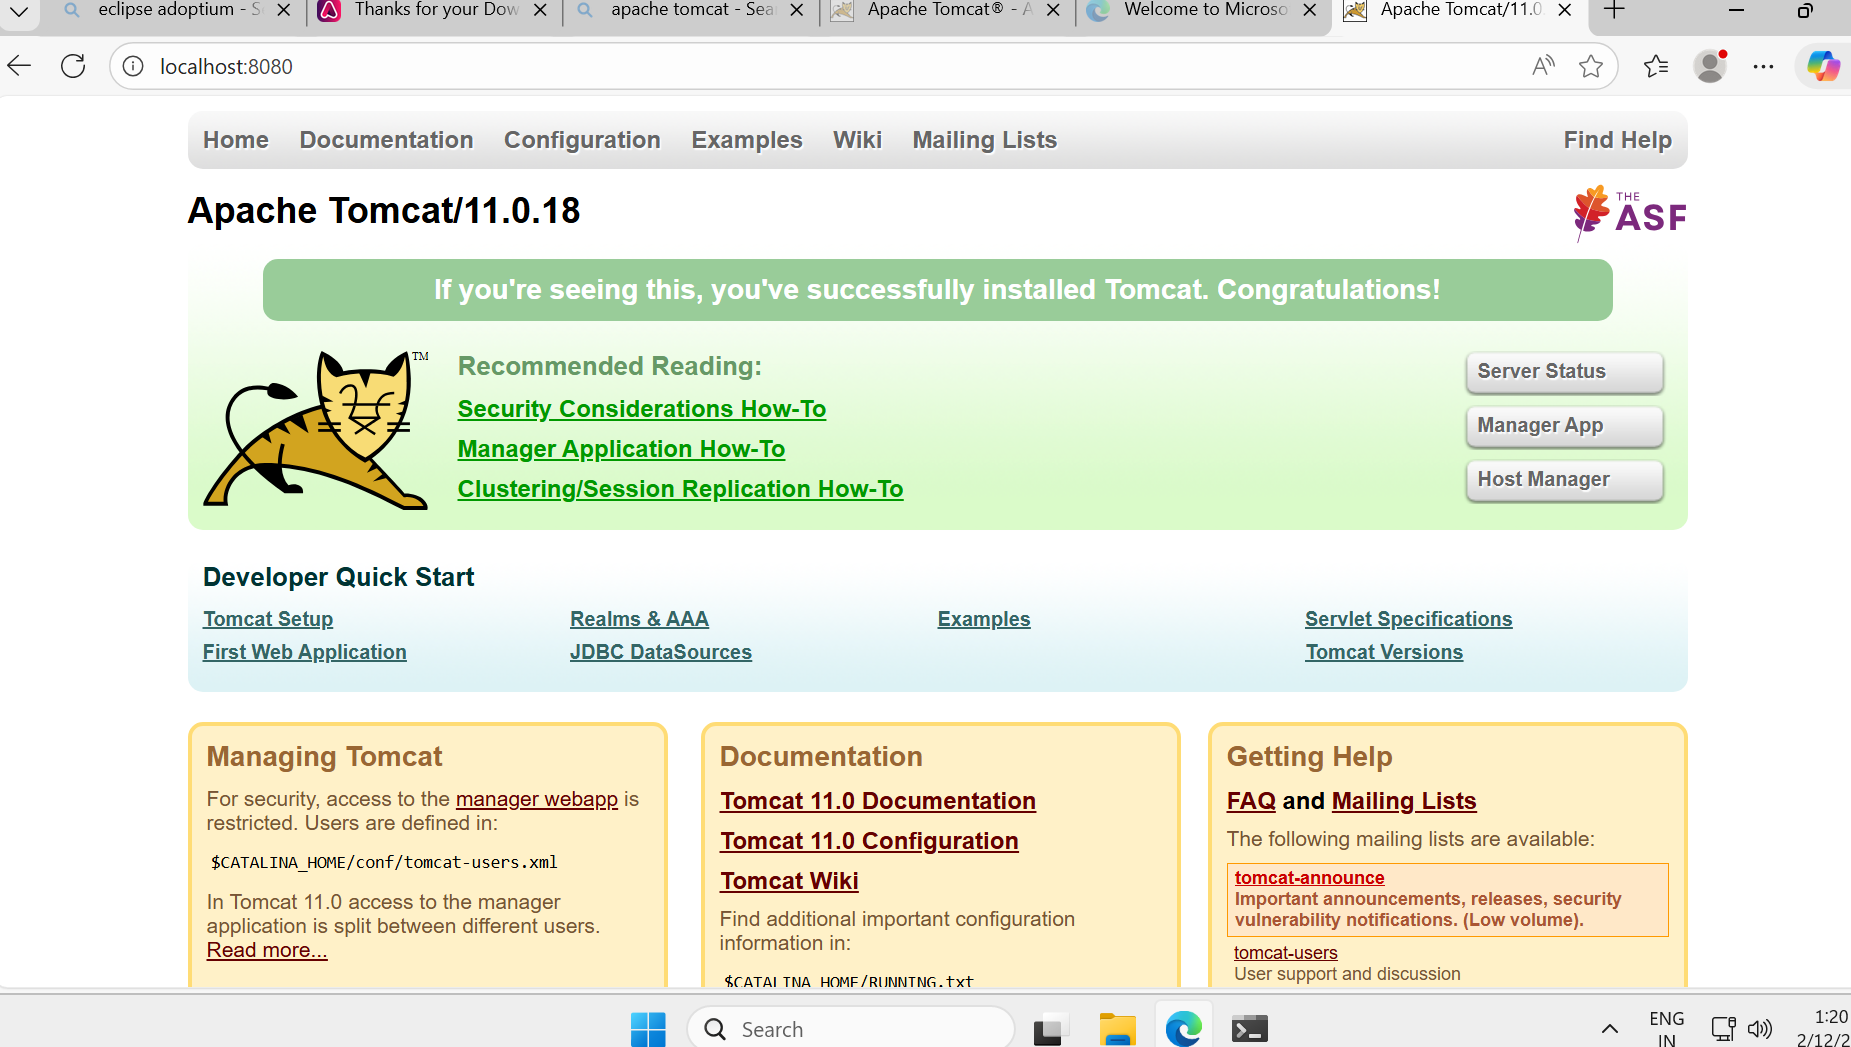 eclipse adoptium - S
Thanks for your Dow
apache tomcat - Sea
Apache Tomcat® - A
Welcome to Microso
Apache Tomcat/11.0.
localhost:8080
Home Documentation Configuration Examples Wiki Mailing Lists Find Help
Apache Tomcat/11.0.18
THE
ASF
If you're seeing this, you've successfully installed Tomcat. Congratulations!
TM
Recommended Reading:
Security Considerations How-To
Manager Application How-To
Clustering/Session Replication How-To
Server Status
Manager App
Host Manager
Developer Quick Start
Tomcat Setup Realms & AAA Examples Servlet Specifications
First Web Application JDBC DataSources Tomcat Versions
Managing Tomcat
For security, access to the manager webapp is
restricted. Users are defined in:
$CATALINA_HOME/conf/tomcat-users.xml
In Tomcat 11.0 access to the manager
application is split between different users.
Read more...
Documentation
Tomcat 11.0 Documentation
Tomcat 11.0 Configuration
Tomcat Wiki
Find additional important configuration
information in:
$CATALINA_HOME/RUNNING.txt
Getting Help
FAQ and Mailing Lists
The following mailing lists are available:
tomcat-announce
Important announcements, releases, security
vulnerability notifications. (Low volume).
tomcat-users
User support and discussion
Search
ENG
IN
1:20
2/12/2